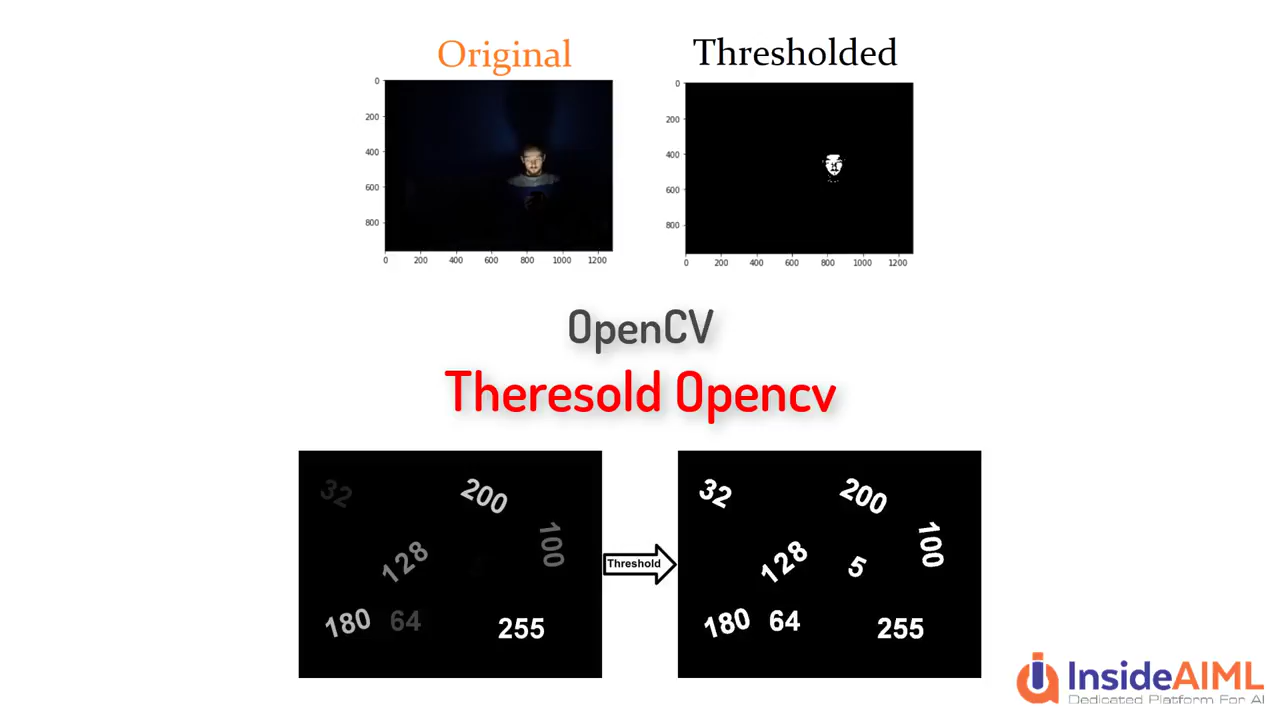 Original
Thresholded
0
200
400
600
800
0 200 400 600 800 1000 1200
0
200
400
600
800
0 200 400 600 800 1000 1200
OpenCV
Theresold Opencv
32
200
100
128
180
64
255
Threshold
32
200
100
128
5
180
64
255
InsideAIML
Dedicated Platform For AI